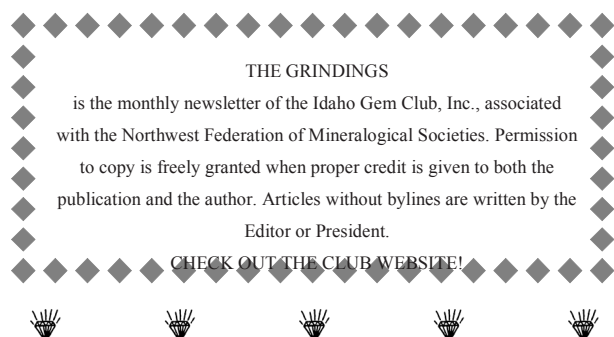 THE GRINDINGS
is the monthly newsletter of the Idaho Gem Club, Inc., associated
with the Northwest Federation of Mineralogical Societies. Permission
to copy is freely granted when proper credit is given to both the
publication and the author. Articles without bylines are written by the
Editor or President.
CHECK OUT THE CLUB WEBSITE!